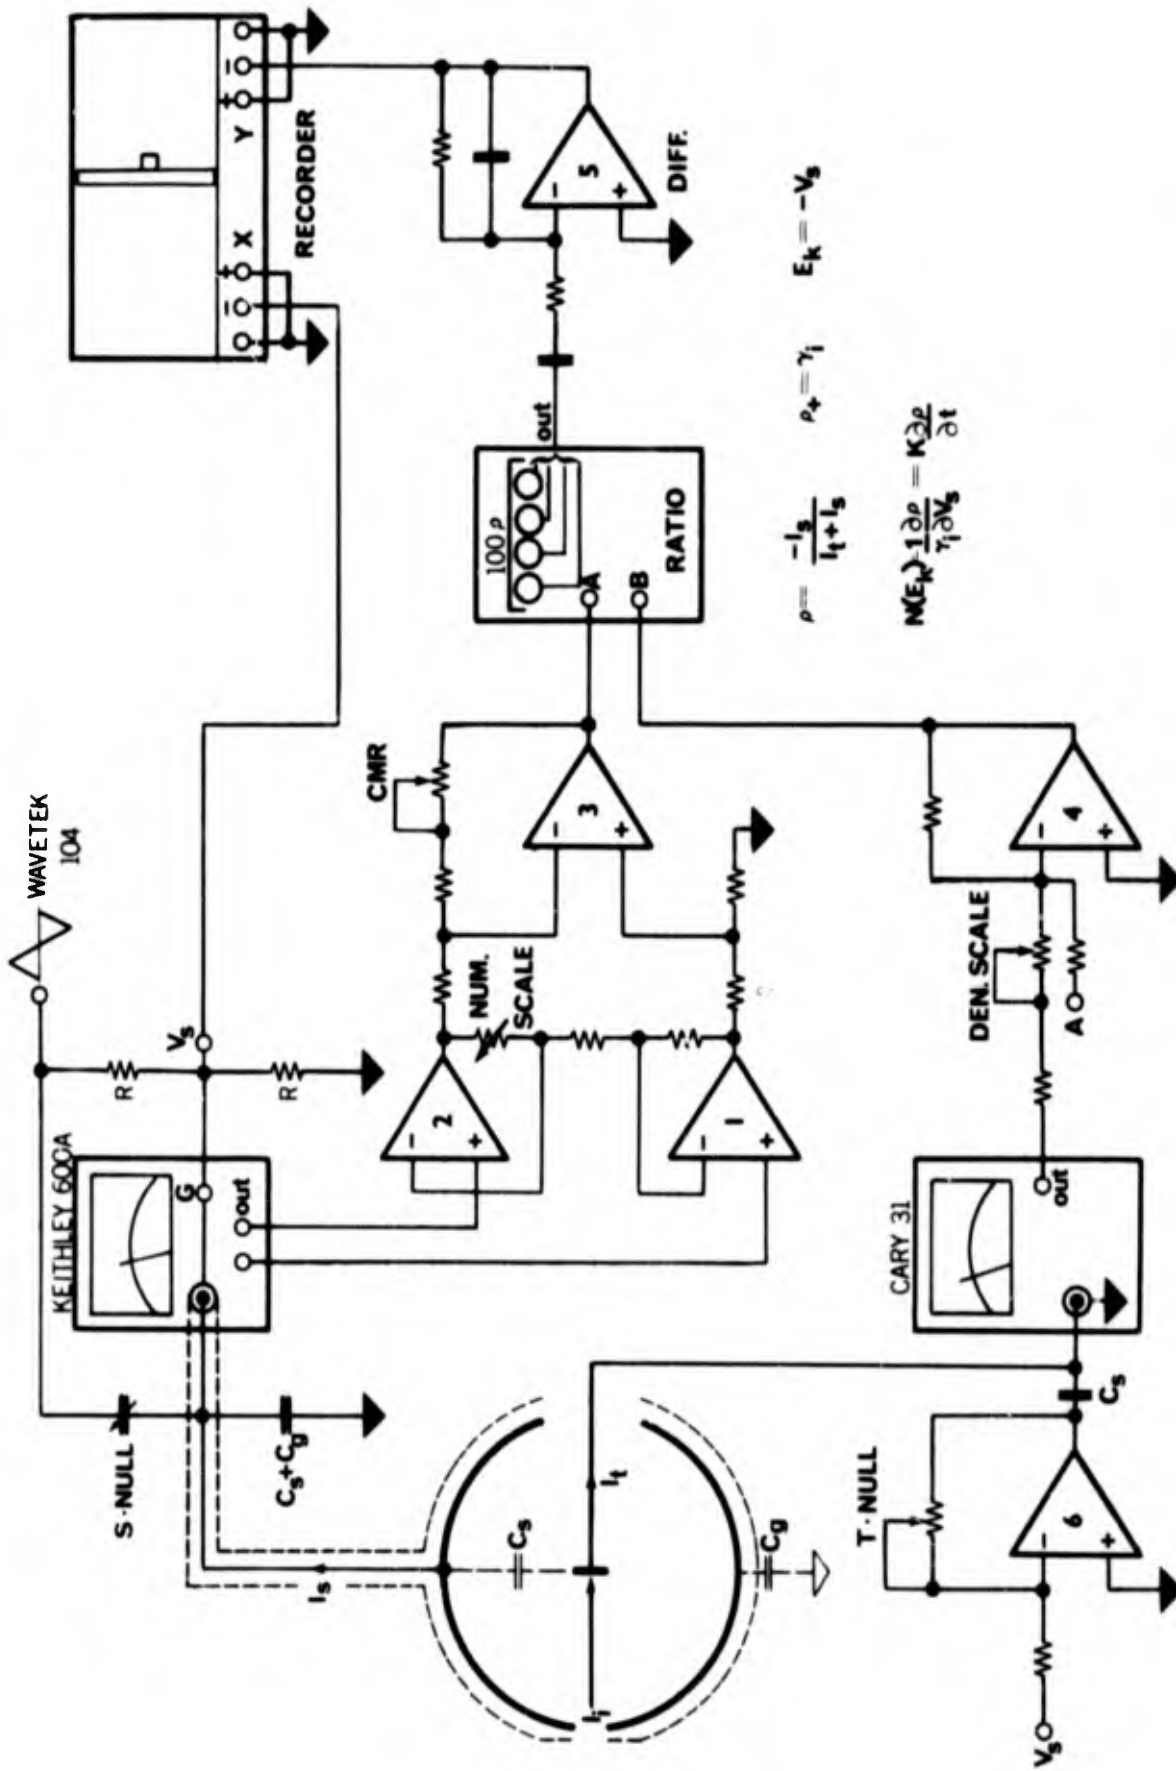 WAVETEK
104
KEITHLEY 600A
G
out
V_s
R
R
S-NULL
C_s+C_g
I_s
C_s
C_g
I_i
I_t
2
- +
1
- +
NUM.
SCALE
CMR
3
- +
100ρ
out
A
B
RATIO
5
- +
DIFF.
X
Y
+ -
+ -
RECORDER
CARY 31
out
DEN. SCALE
A
4
- +
T-NULL
6
- +
C_s
V_s
ρ = -I_s / (I_t + I_s)
ρ_+ = γ_i
E_k = -V_s
N(E_k) 1∂ρ / γ_i∂V_s = K ∂ρ / ∂t